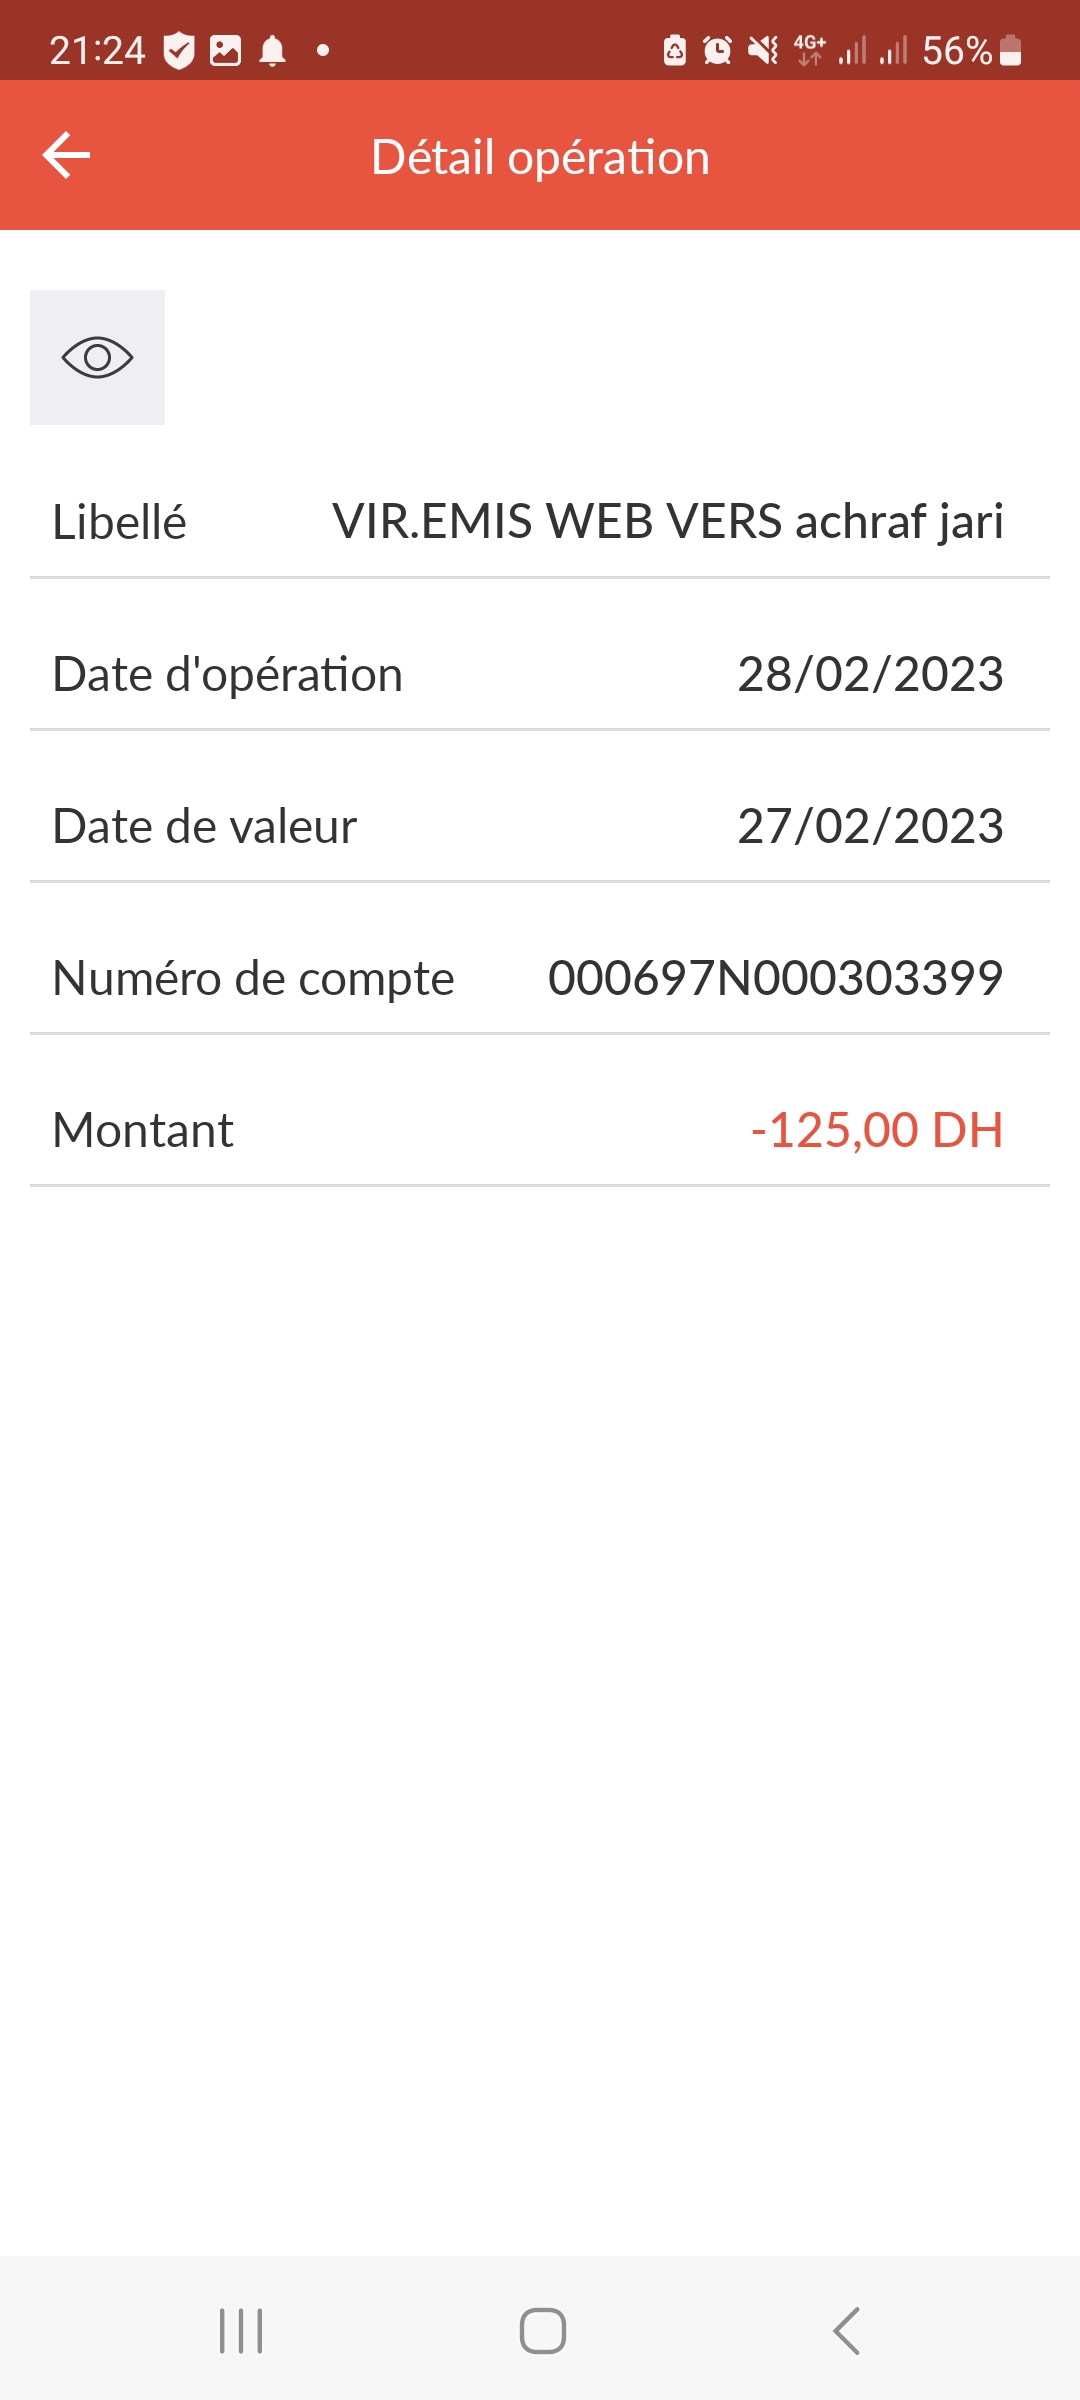 21:24 4G+ 56%
Détail opération
Libellé VIR.EMIS WEB VERS achraf jari
Date d'opération 28/02/2023
Date de valeur 27/02/2023
Numéro de compte 000697N000303399
Montant -125,00 DH